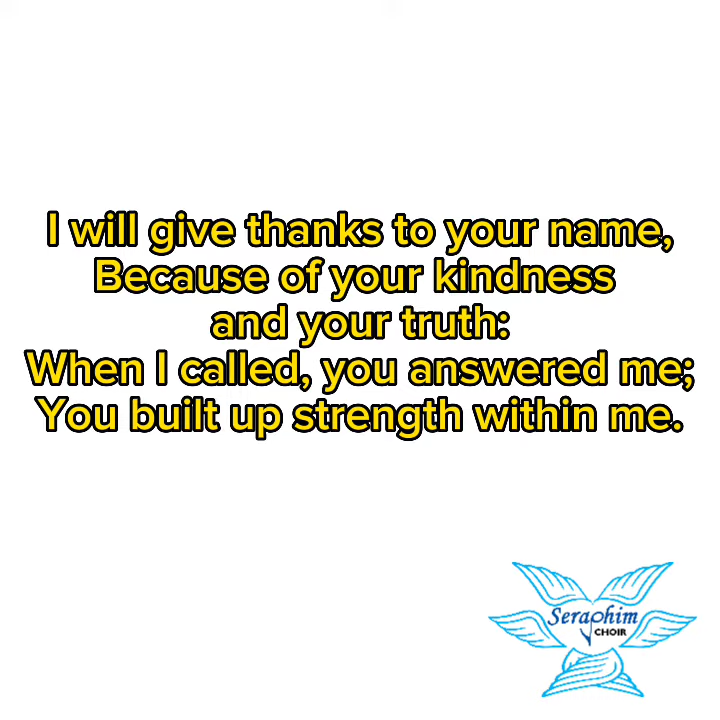 I will give thanks to your name,
Because of your kindness
and your truth:
When I called, you answered me;
You built up strength within me.
Seraphim
CHOIR